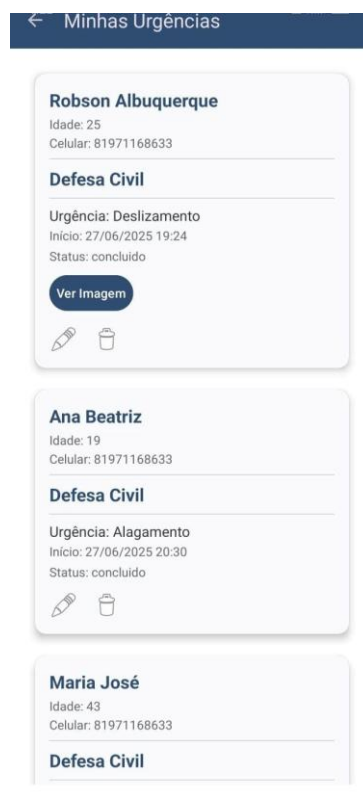 Minhas Urgências
Robson Albuquerque
Idade: 25
Celular: 81971168633
Defesa Civil
Urgência: Deslizamento
Início: 27/06/2025 19:24
Status: concluido
Ver Imagem
Ana Beatriz
Idade: 19
Celular: 81971168633
Defesa Civil
Urgência: Alagamento
Início: 27/06/2025 20:30
Status: concluido
Maria José
Idade: 43
Celular: 81971168633
Defesa Civil